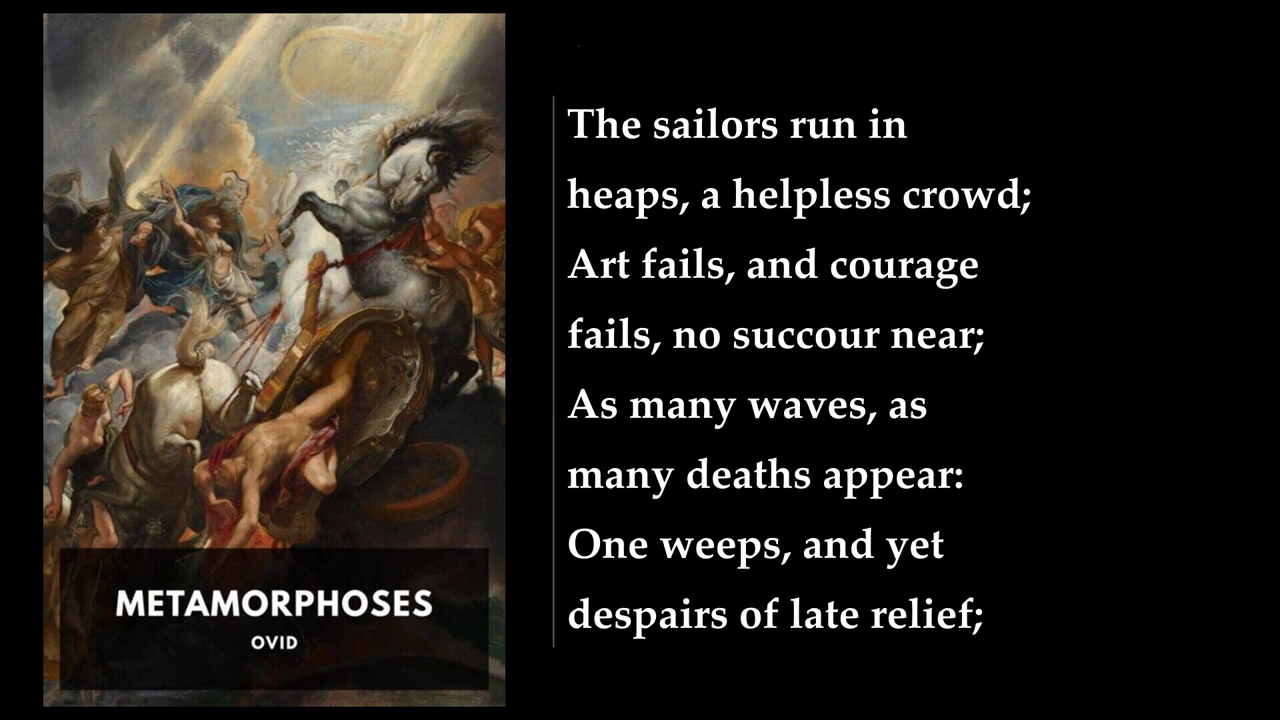 METAMORPHOSES
OVID
The sailors run in
heaps, a helpless crowd;
Art fails, and courage
fails, no succour near;
As many waves, as
many deaths appear:
One weeps, and yet
despairs of late relief;